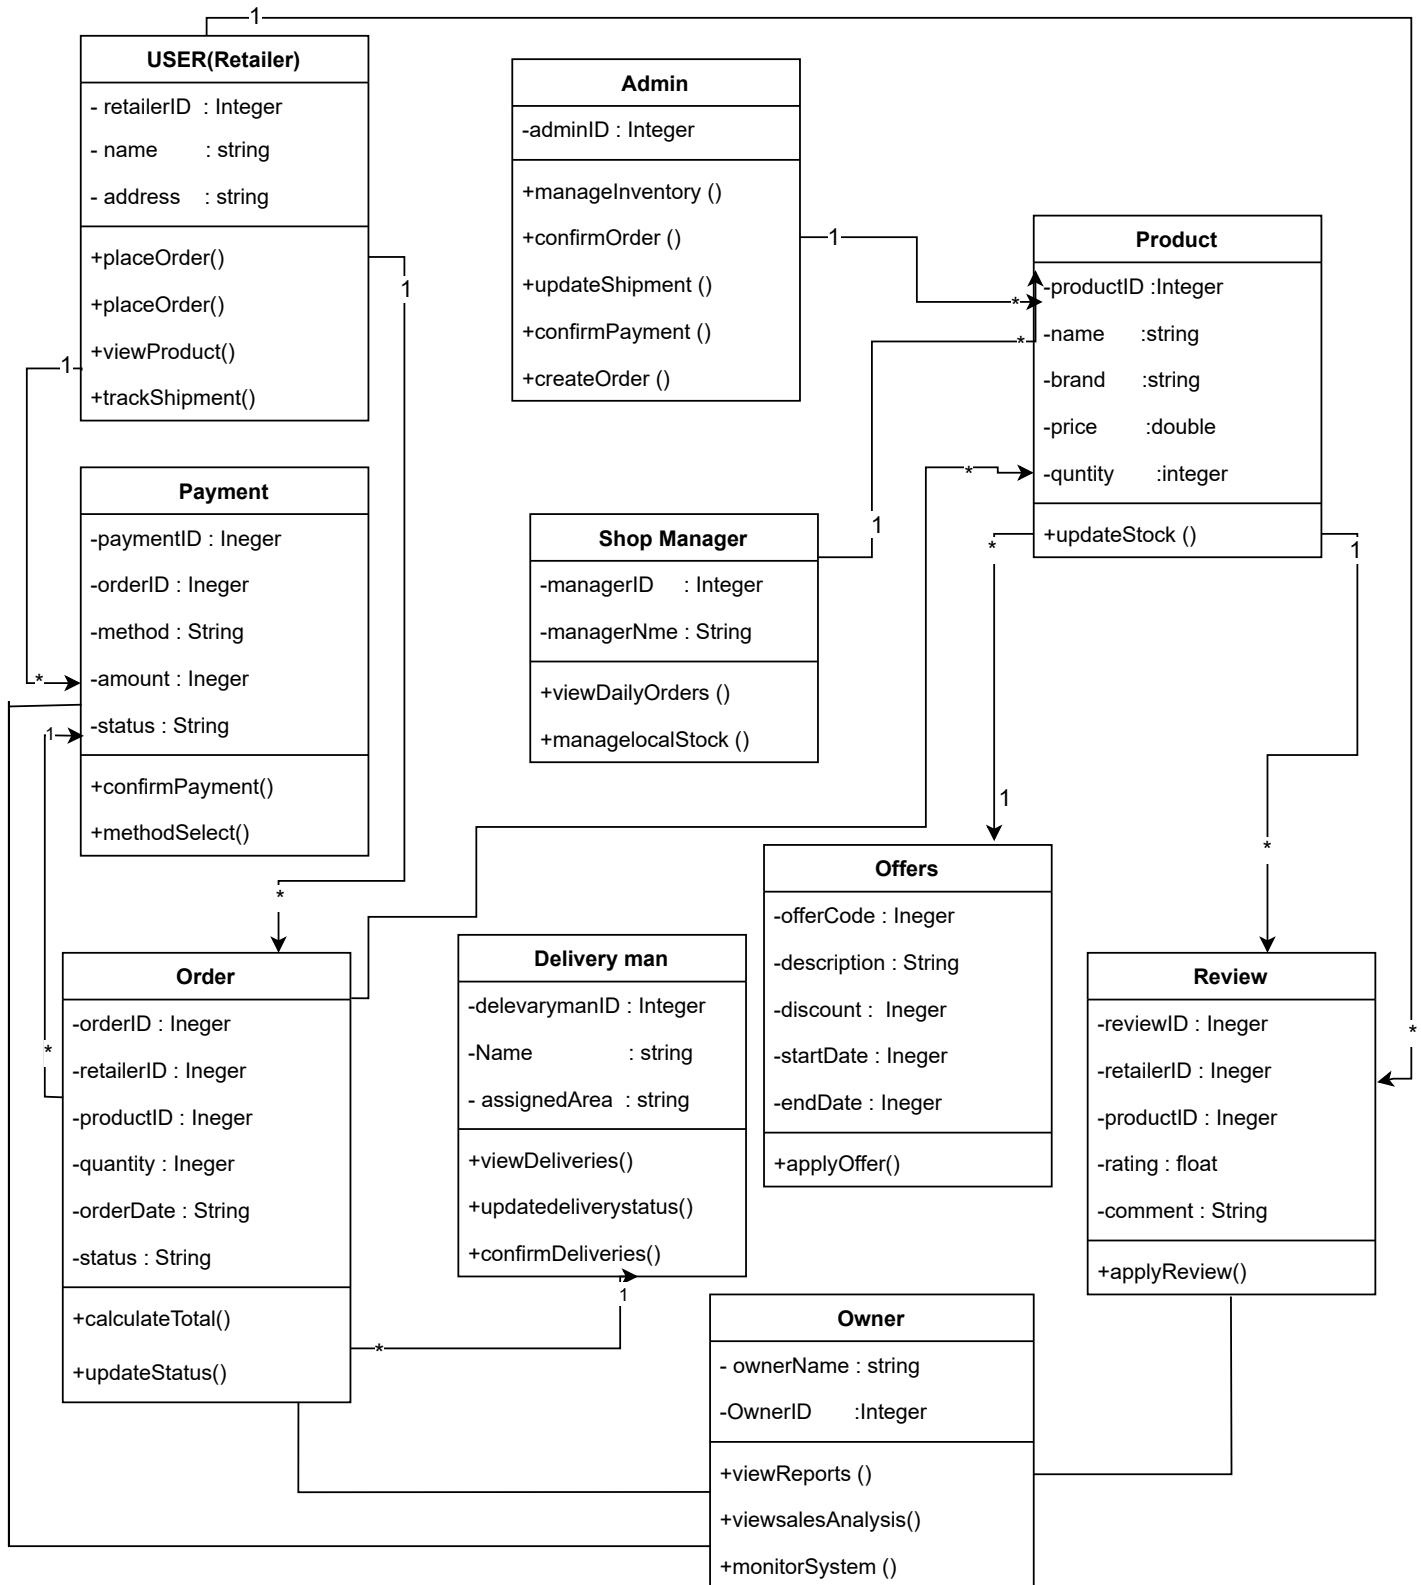 1
USER(Retailer)
- retailerID : Integer
- name : string
- address : string
+placeOrder()
+placeOrder()
+viewProduct()
+trackShipment()
1
1
Admin
-adminID : Integer
+manageInventory ()
+confirmOrder ()
+updateShipment ()
+confirmPayment ()
+createOrder ()
1
*
*
Product
-productID :Integer
-name :string
-brand :string
-price :double
-quntity :integer
+updateStock ()
*
1
*
1
Payment
-paymentID : Ineger
-orderID : Ineger
-method : String
-amount : Ineger
-status : String
+confirmPayment()
+methodSelect()
*
1
Shop Manager
-managerID : Integer
-managerNme : String
+viewDailyOrders ()
+managelocalStock ()
1
1
*
*
Offers
-offerCode : Ineger
-description : String
-discount : Ineger
-startDate : Ineger
-endDate : Ineger
+applyOffer()
Order
-orderID : Ineger
-retailerID : Ineger
-productID : Ineger
-quantity : Ineger
-orderDate : String
-status : String
+calculateTotal()
+updateStatus()
*
*
Delivery man
-delevarymanID : Integer
-Name : string
- assignedArea : string
+viewDeliveries()
+updatedeliverystatus()
+confirmDeliveries()
1
Review
-reviewID : Ineger
-retailerID : Ineger
-productID : Ineger
-rating : float
-comment : String
+applyReview()
*
Owner
- ownerName : string
-OwnerID :Integer
+viewReports ()
+viewsalesAnalysis()
+monitorSystem ()